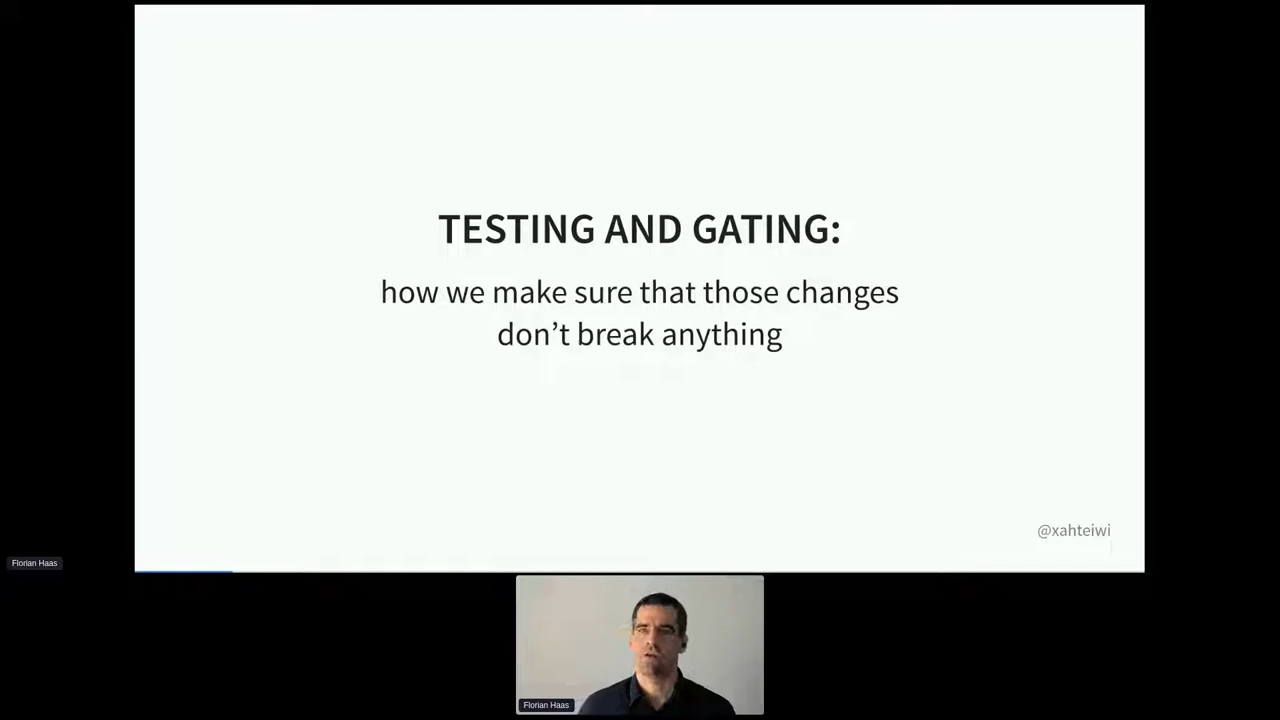 TESTING AND GATING:
how we make sure that those changes
don’t break anything
@xahteiwi
Florian Haas
Florian Haas